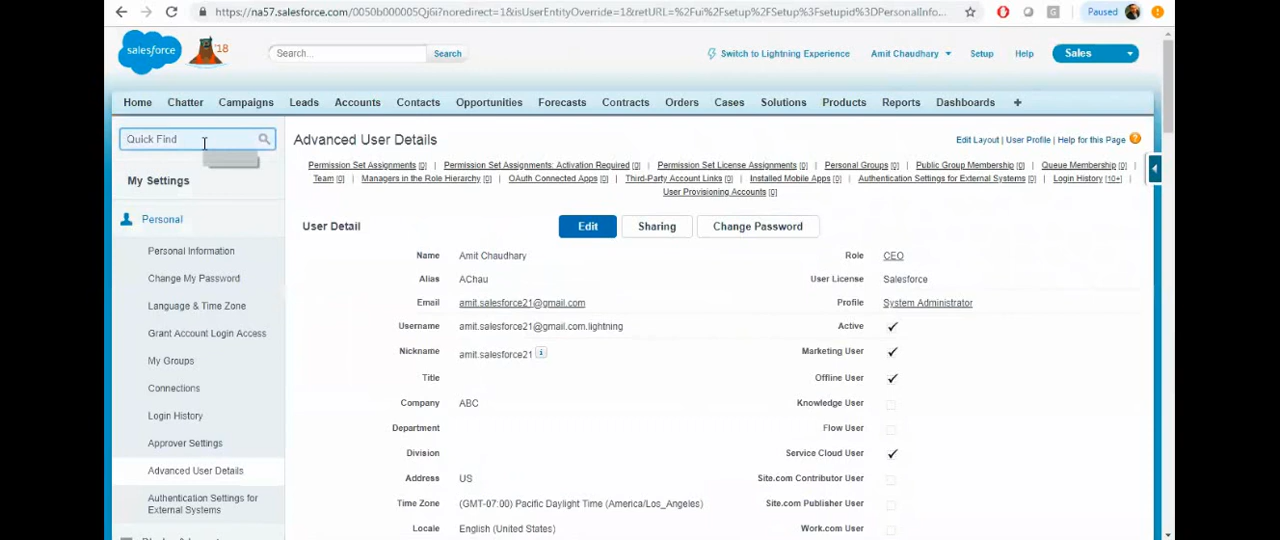 https://na57.salesforce.com/0050b000005Qj6i?noredirect=1&isUserEntityOverride=1&retURL=%2Fui%2Fsetup%2FSetup%3Fsetupid%3DPersonalInfo... Paused
salesforce '18 Search... Search Switch to Lightning Experience Amit Chaudhary Setup Help Sales
Home Chatter Campaigns Leads Accounts Contacts Opportunities Forecasts Contracts Orders Cases Solutions Products Reports Dashboards +
Quick Find
My Settings
Personal
Personal Information
Change My Password
Language & Time Zone
Grant Account Login Access
My Groups
Connections
Login History
Approver Settings
Advanced User Details
Authentication Settings for
External Systems
Advanced User Details
Edit Layout | User Profile | Help for this Page
Permission Set Assignments [0] | Permission Set Assignments: Activation Required [0] | Permission Set License Assignments [0] | Personal Groups [0] | Public Group Membership [0] | Queue Membership [0] |
Team [0] | Managers in the Role Hierarchy [0] | OAuth Connected Apps [0] | Third-Party Account Links [0] | Installed Mobile Apps [0] | Authentication Settings for External Systems [0] | Login History [10+] |
User Provisioning Accounts [0]
User Detail Edit Sharing Change Password
Name Amit Chaudhary Role CEO
Alias AChau User License Salesforce
Email amit.salesforce21@gmail.com Profile System Administrator
Username amit.salesforce21@gmail.com.lightning Active
Nickname amit.salesforce21 i Marketing User
Title Offline User
Company ABC Knowledge User
Department Flow User
Division Service Cloud User
Address US Site.com Contributor User
Time Zone (GMT-07:00) Pacific Daylight Time (America/Los_Angeles) Site.com Publisher User
Locale English (United States) Work.com User